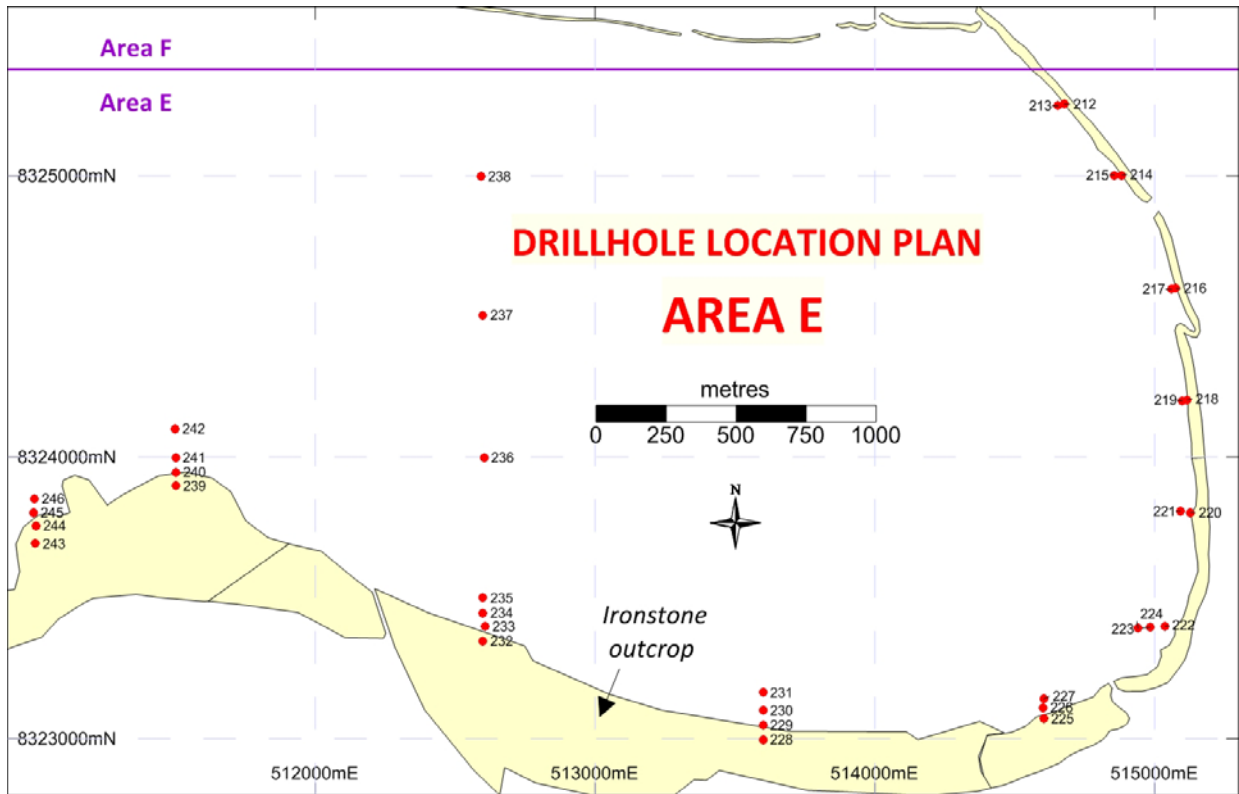 Area F
Area E
213
212
8325000mN
238
215
214
DRILLHOLE LOCATION PLAN
AREA E
217
216
237
metres
0 250 500 750 1000
219
218
242
8324000mN
241
240
239
236
246
245
244
243
N
221
220
235
234
233
232
Ironstone
outcrop
224
223
222
231
230
229
228
227
226
225
8323000mN
512000mE
513000mE
514000mE
515000mE